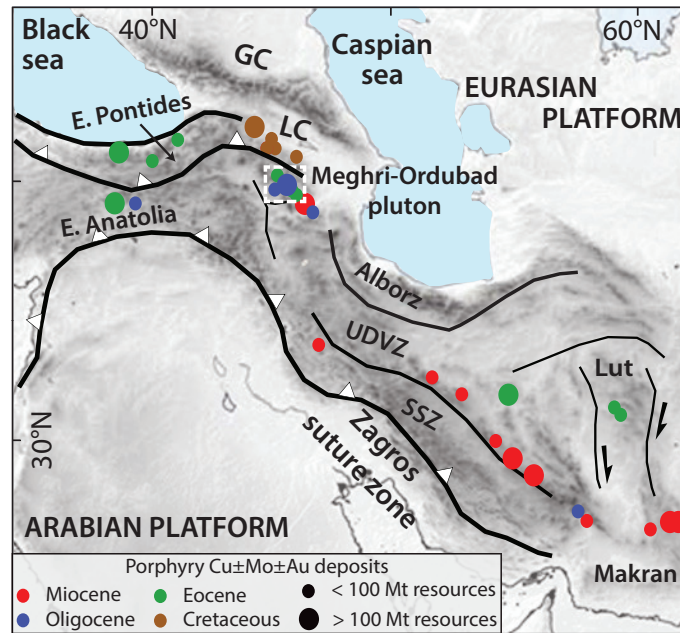 Black
sea
40°N
60°N
GC
Caspian
sea
EURASIAN
PLATFORM
E. Pontides
LC
Meghri-Ordubad
pluton
E. Anatolia
Alborz
UDVZ
Lut
SSZ
30°N
Zagros
suture zone
ARABIAN PLATFORM
Makran
Porphyry Cu±Mo±Au deposits
Miocene
Eocene
< 100 Mt resources
Oligocene
Cretaceous
> 100 Mt resources